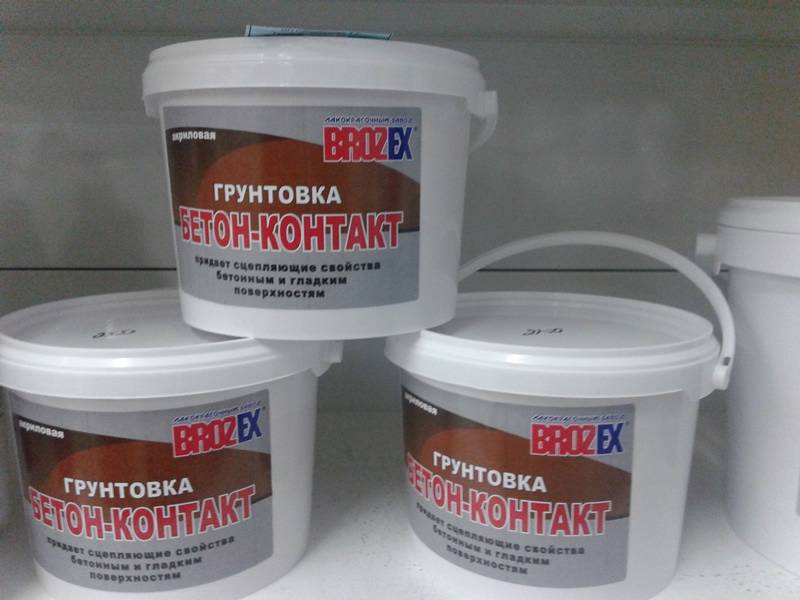 ЛАКОКРАСОЧНЫЙ ЗАВОД
BROZEX
акриловая
ГРУНТОВКА
БЕТОН-КОНТАКТ
придает сцепляющие свойства
бетонным и гладким
поверхностям
ЛАКОКРАСОЧНЫЙ ЗАВОД
BROZEX
акриловая
ГРУНТОВКА
БЕТОН-КОНТАКТ
придает сцепляющие свойства
бетонным и гладким
поверхностям
ЛАКОКРАСОЧНЫЙ ЗАВОД
BROZEX
акриловая
ГРУНТОВКА
БЕТОН-КОНТАКТ
придает сцепляющие свойства
бетонным и гладким
поверхностям